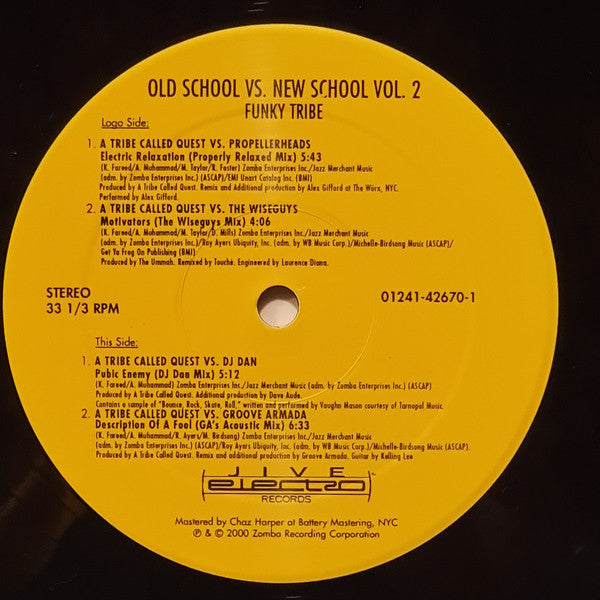 OLD SCHOOL VS. NEW SCHOOL VOL. 2
FUNKY TRIBE
Logo Side:
1. A TRIBE CALLED QUEST VS. PROPELLERHEADS
Electric Relaxation (Properly Relaxed Mix) 5:43
(K. Fareed/A. Muhammad/M. Taylor/R. Foster) Zomba Enterprises Inc./Jazz Merchant Music
(adm. by Zomba Enterprises Inc.) (ASCAP)/EMI Unart Catalog Inc. (BMI)
Produced by A Tribe Called Quest. Remix and Additional production by Alex Gifford at The Würx, NYC.
Performed by Alex Gifford.
2. A TRIBE CALLED QUEST VS. THE WISEGUYS
Motivators (The Wiseguys Mix) 4:06
(K. Fareed/A. Muhammad/M. Taylor/D. Mills) Zomba Enterprises Inc./Jazz Merchant Music
(adm. by Zomba Enterprises Inc.)/Roy Ayers Ubiquity, Inc. (adm. by WB Music Corp.)/Michelle-Birdsong Music (ASCAP)/
Get Ya Frog On Publishing (BMI)
Produced by The Ummah. Remixed by Touché. Engineered by Laurence Diana.
STEREO
33 1/3 RPM
01241-42670-1
This Side:
1. A TRIBE CALLED QUEST VS. DJ DAN
Pubic Enemy (DJ Dan Mix) 5:12
(K. Fareed/A. Muhammad) Zomba Enterprises Inc./Jazz Merchant Music (adm. by Zomba Enterprises Inc.) (ASCAP)
Produced by A Tribe Called Quest. Additional production by Dave Aude.
Contains a sample of "Bounce, Rock, Skate, Roll," written and performed by Vaughn Mason courtesy of Tarnopal Music.
2. A TRIBE CALLED QUEST VS. GROOVE ARMADA
Description Of A Fool (GA's Acoustic Mix) 6:33
(K. Fareed/A. Muhammad/R. Ayers/M. Birdsong) Zomba Enterprises Inc./Jazz Merchant Music
(adm. by Zomba Enterprises Inc.) (ASCAP)/Roy Ayers Ubiquity, Inc. (adm. by WB Music Corp.)/Michelle-Birdsong Music (ASCAP).
Produced by A Tribe Called Quest. Remix and additional production by Groove Armada. Guitar by Kelling Lee
JIVE
electro
RECORDS
Mastered by Chaz Harper at Battery Mastering, NYC
℗ & © 2000 Zomba Recording Corporation